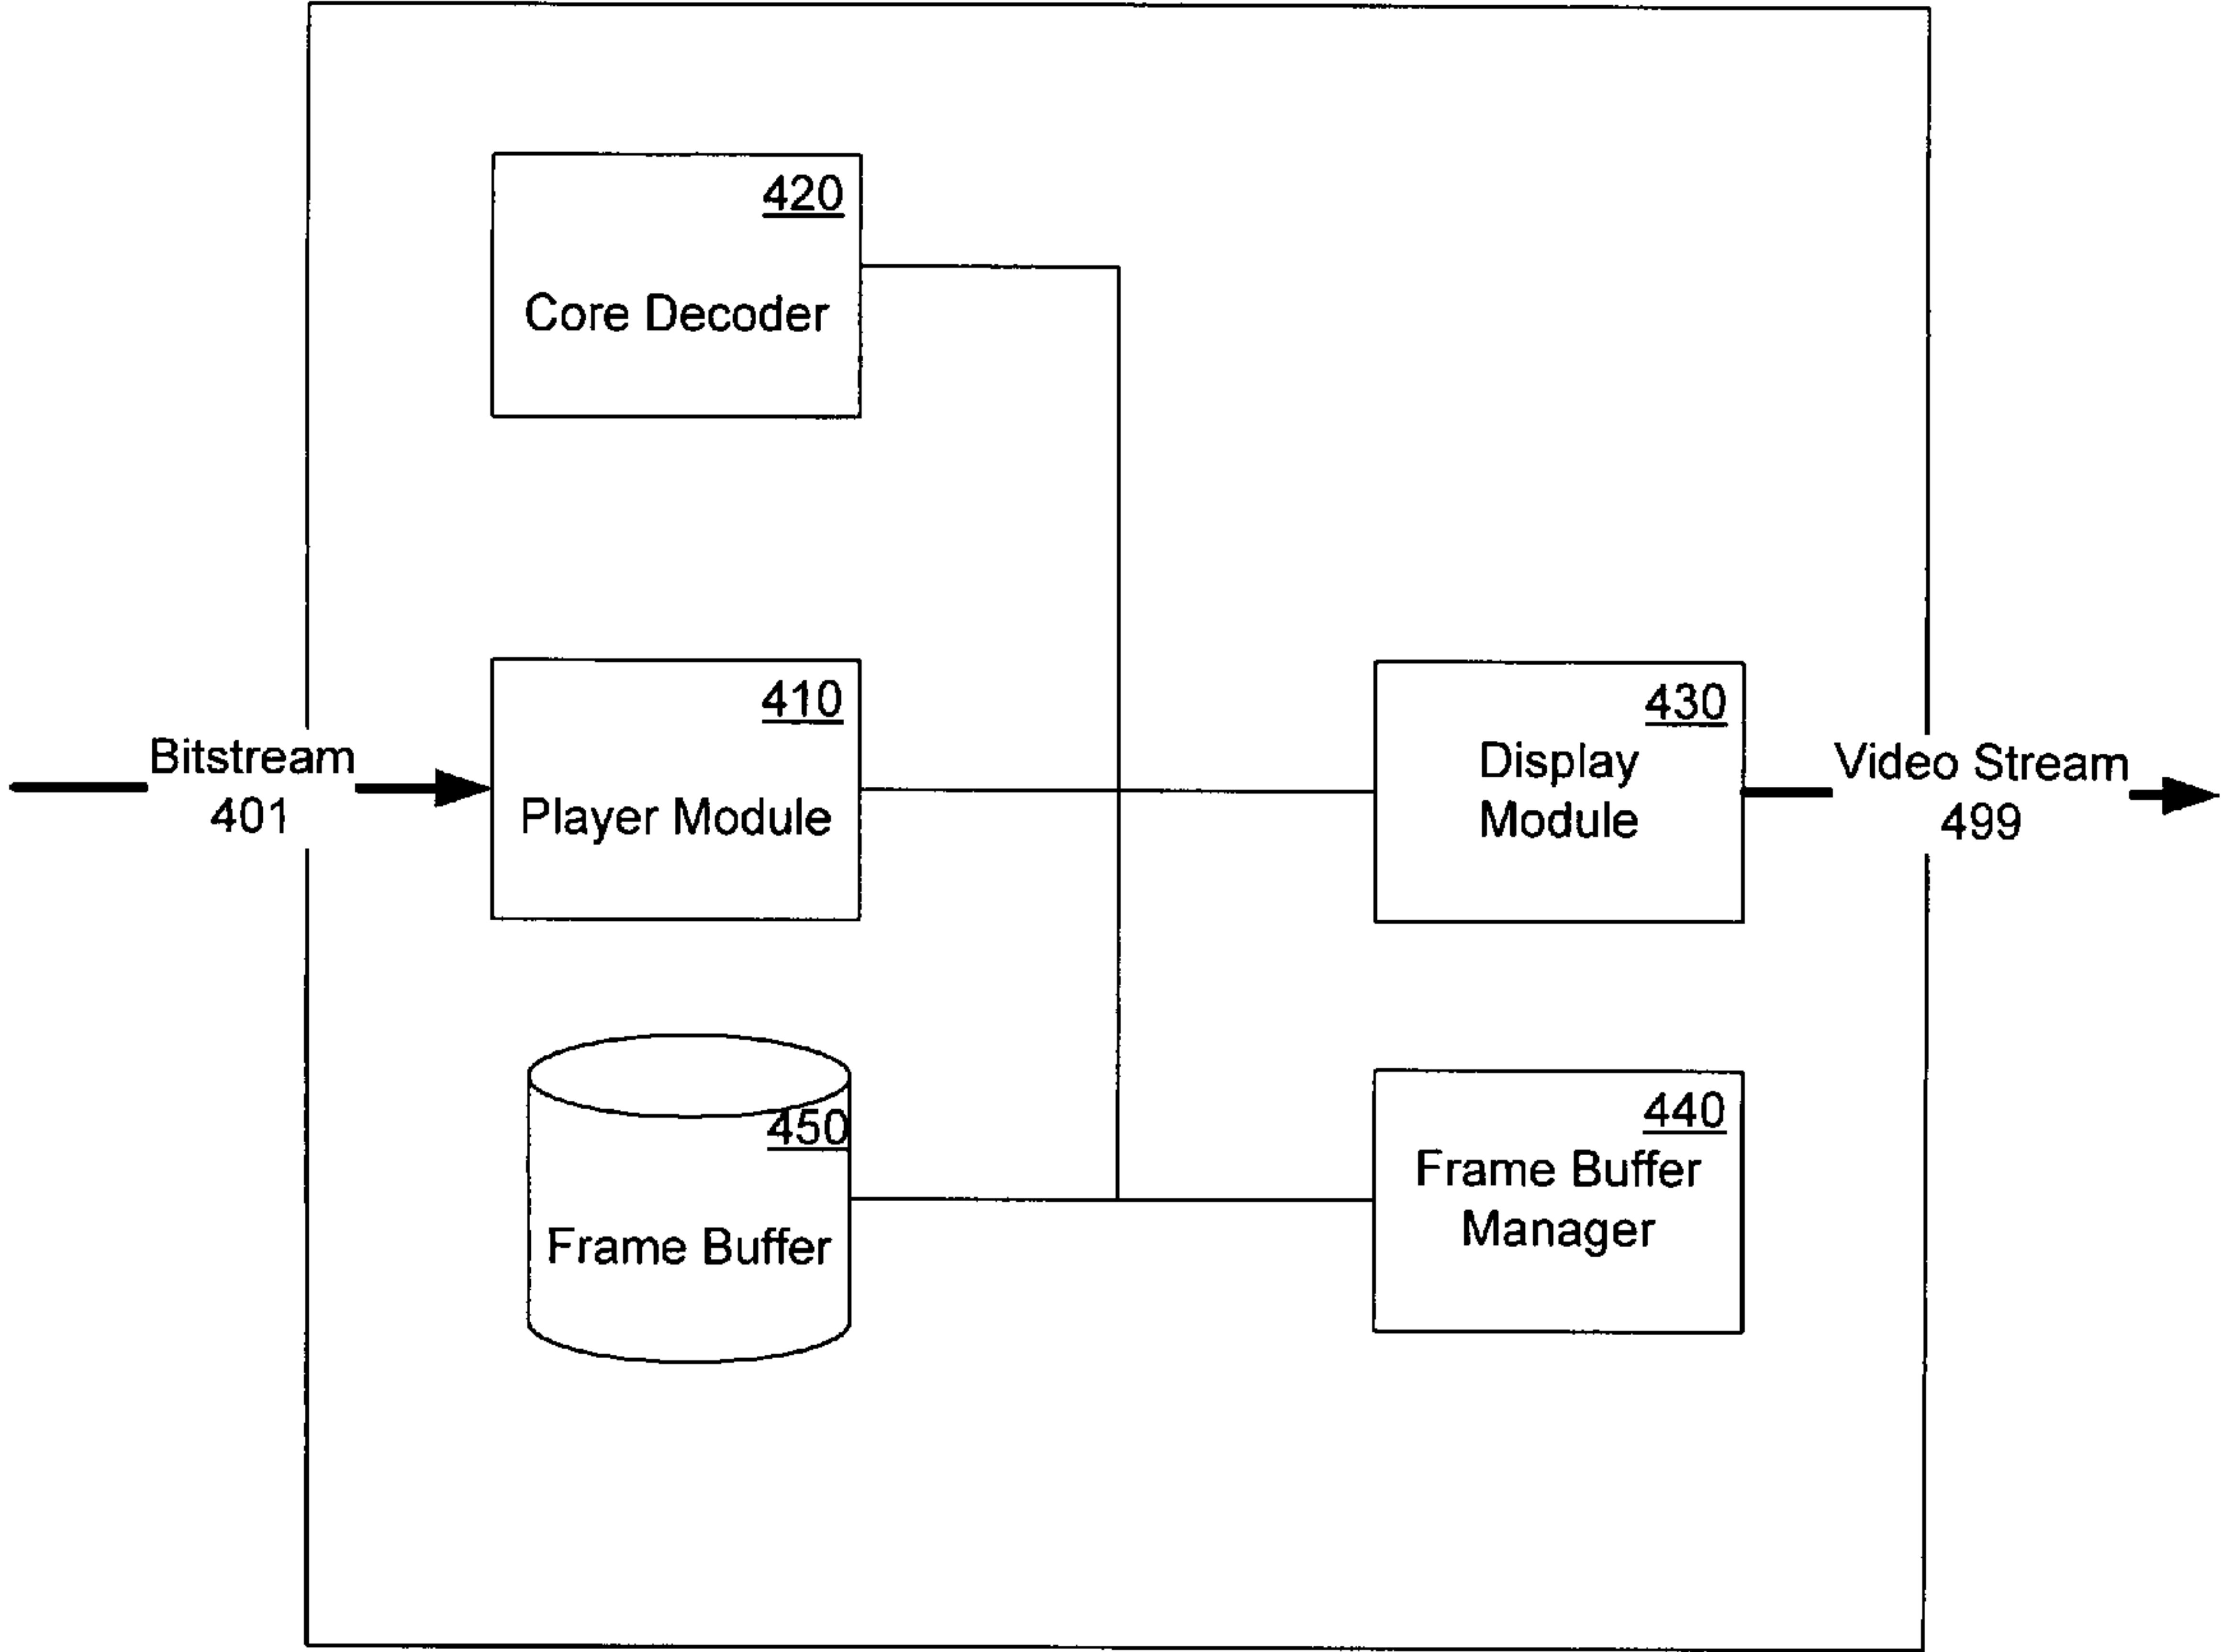 420
Core Decoder
Bitstream
401
410
Player Module
430
Display
Module
Video Stream
499
450
Frame Buffer
440
Frame Buffer
Manager